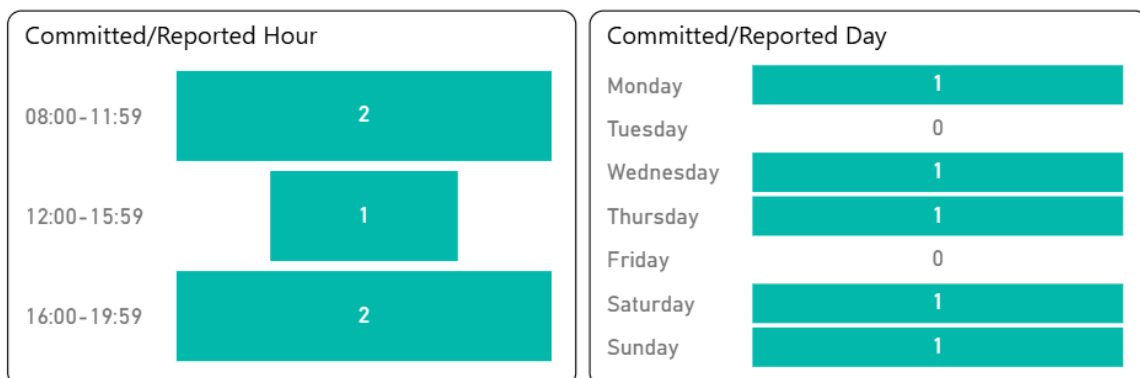 Committed/Reported Hour
08:00-11:59 2
12:00-15:59 1
16:00-19:59 2
Committed/Reported Day
Monday 1
Tuesday 0
Wednesday 1
Thursday 1
Friday 0
Saturday 1
Sunday 1